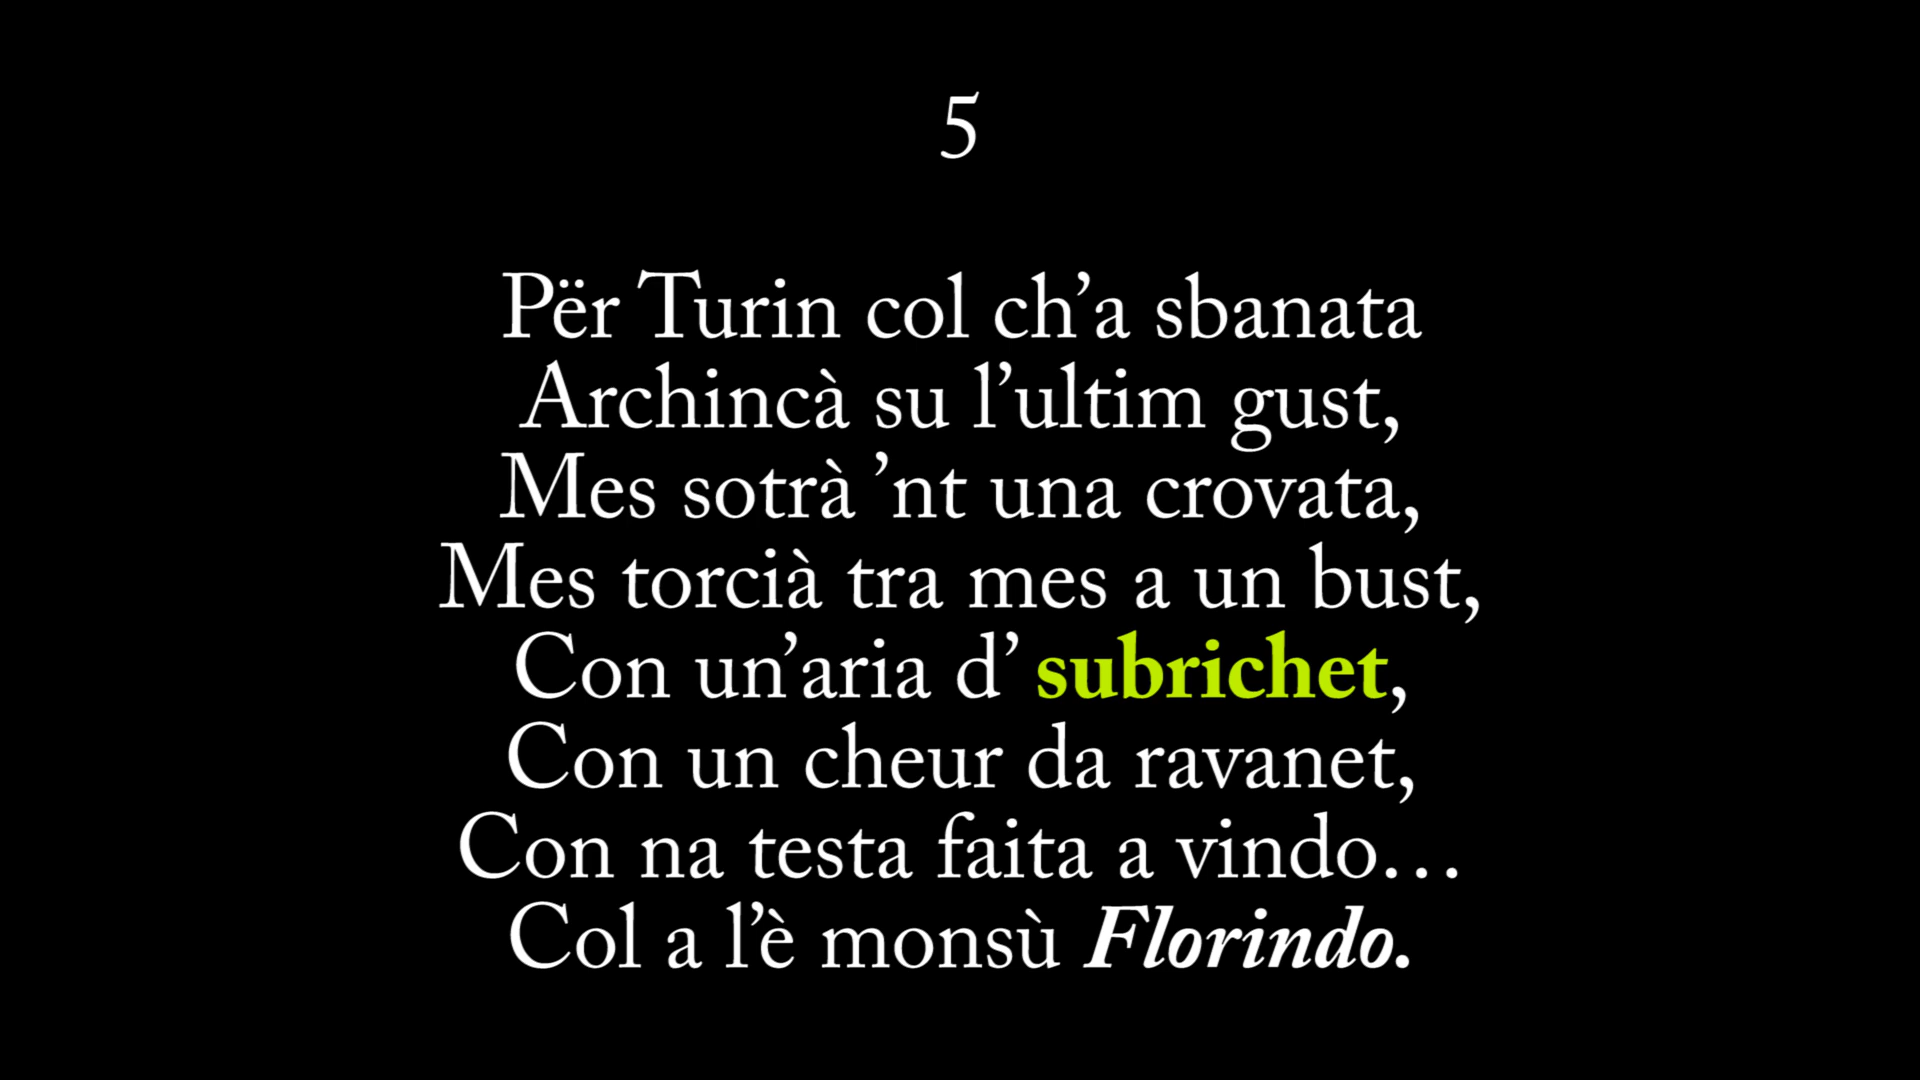 5
Për Turin col ch’a sbanata
Archincà su l’ultim gust,
Mes sotrà ’nt una crovata,
Mes torcià tra mes a un bust,
Con un’aria d’ subrichet,
Con un cheur da ravanet,
Con na testa faita a vindo…
Col a l’è monsù Florindo.